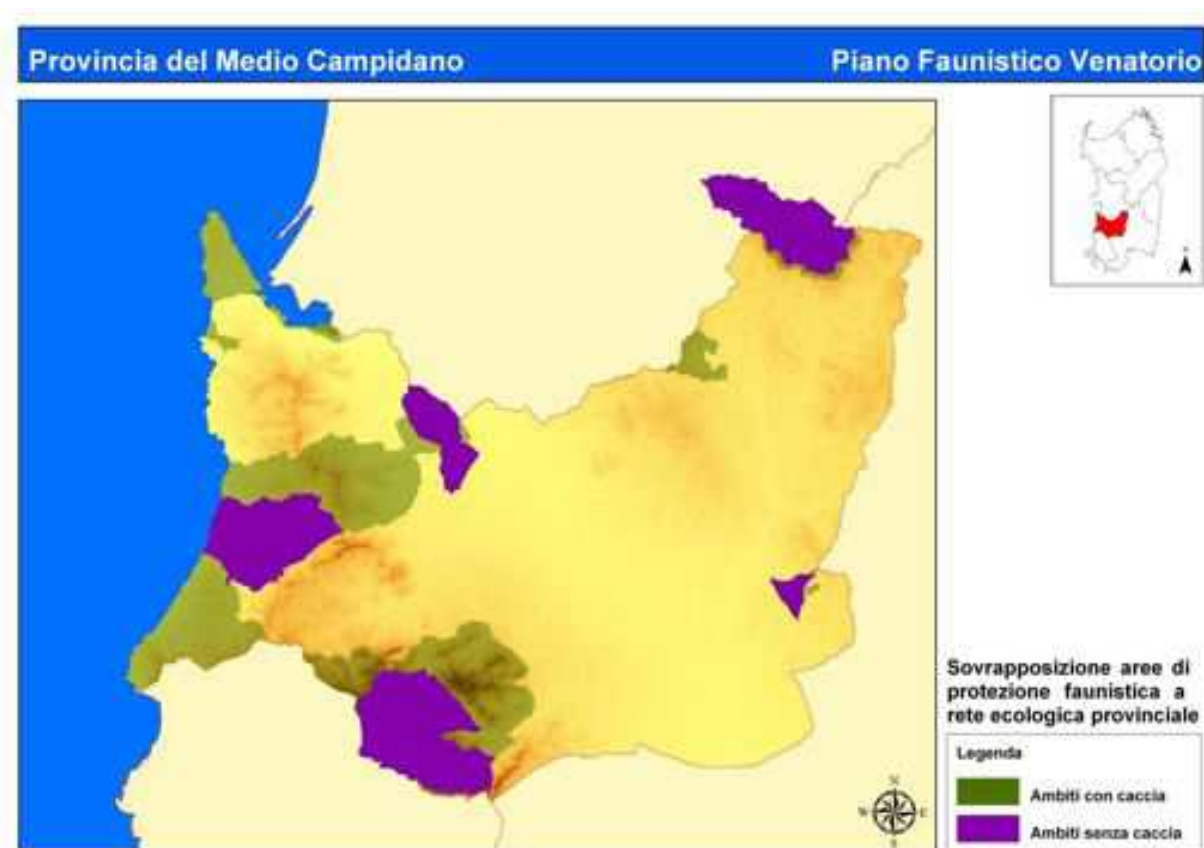 Provincia del Medio Campidano
Piano Faunistico Venatorio
Sovrapposizione aree di
protezione faunistica a
rete ecologica provinciale
Legenda
Ambiti con caccia
Ambiti senza caccia
N
W
E
S